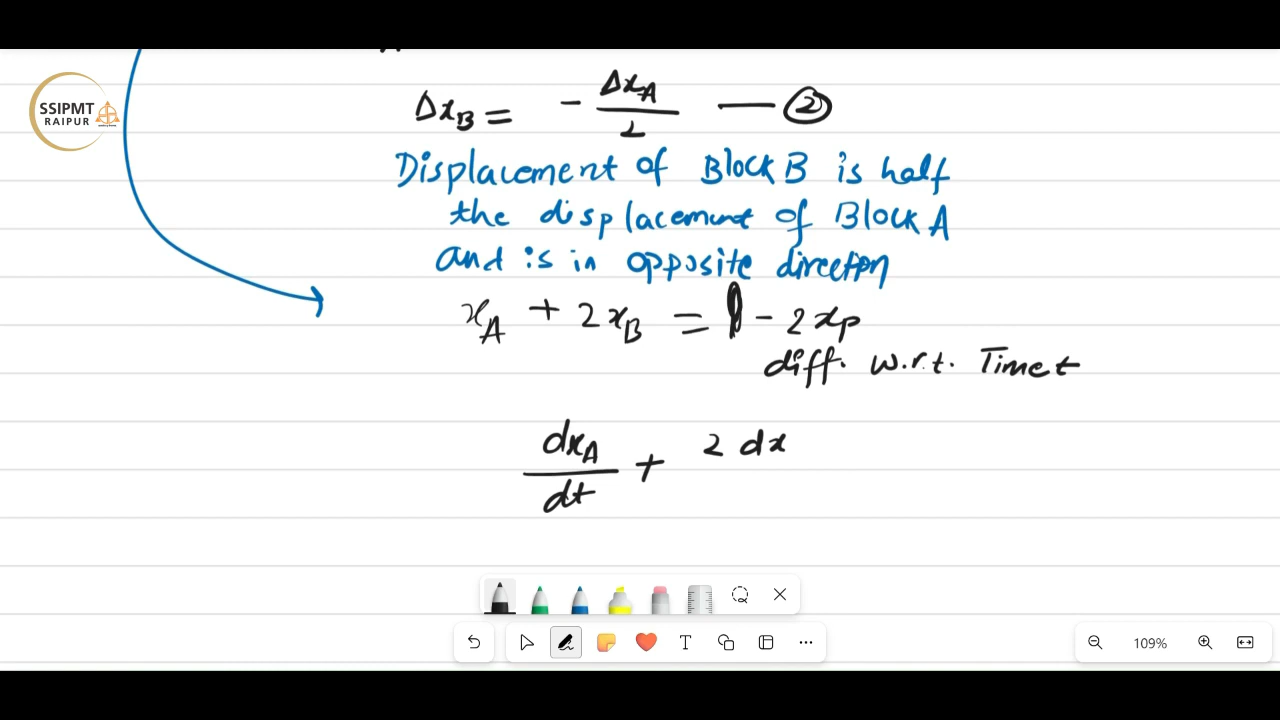 SSIPMT
RAIPUR
Δx_B = - Δx_A / 2 — ②
Displacement of Block B is half
the displacement of Block A
and is in opposite direction
x_A + 2x_B = l - 2x_P
diff. w.r.t. Time t
dx_A / dt + 2 dx
T
109%